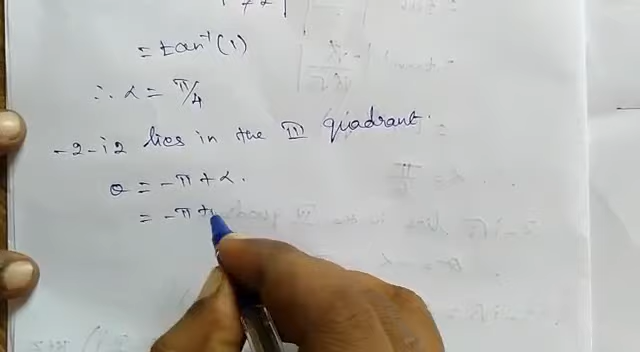 = tan⁻¹(1)
∴ α = π/4
-2-i2 lies in the III quadrant.
θ = -π + α.
= -π +